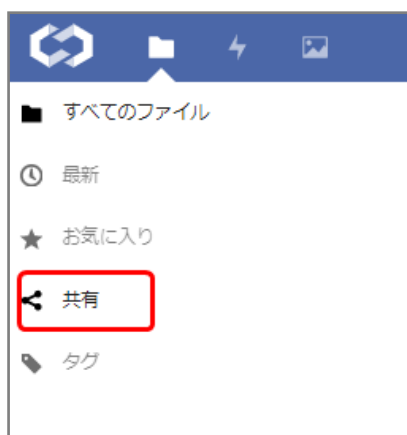 すべてのファイル
最新
お気に入り
共有
タグ